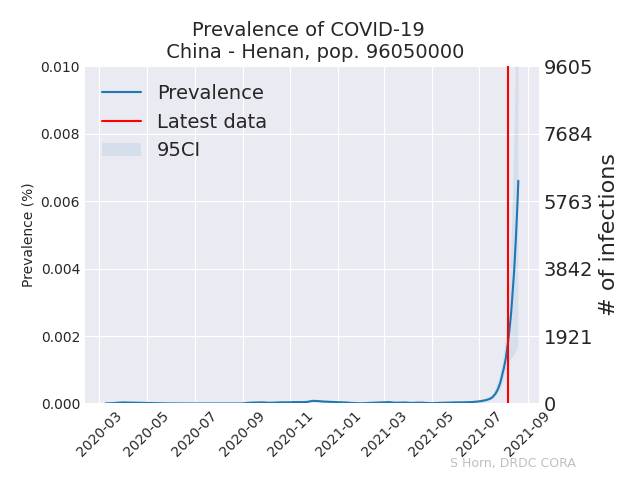 Prevalence of COVID-19
China - Henan, pop. 96050000
Prevalence
Latest data
95CI
0.010
0.008
0.006
0.004
0.002
0.000
Prevalence (%)
9605
7684
5763
3842
1921
0
# of infections
2020-03
2020-05
2020-07
2020-09
2020-11
2021-01
2021-03
2021-05
2021-07
2021-09
S Horn, DRDC CORA